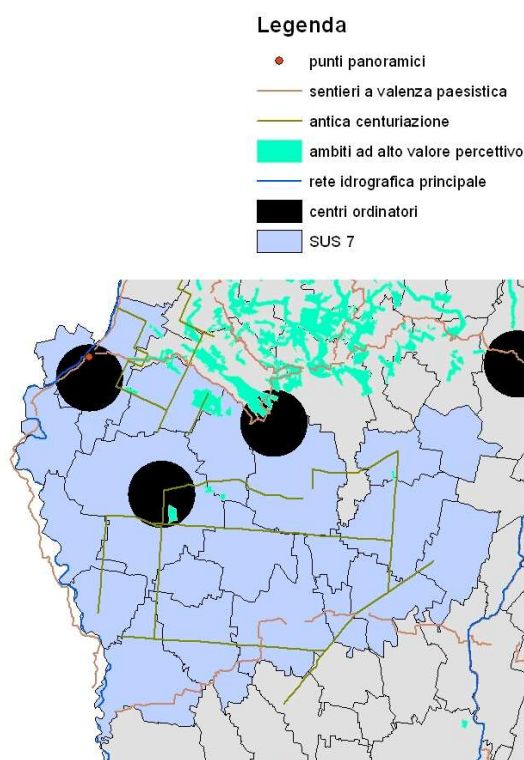 Legenda
punti panoramici
sentieri a valenza paesistica
antica centuriazione
ambiti ad alto valore percettivo
rete idrografica principale
centri ordinatori
SUS 7